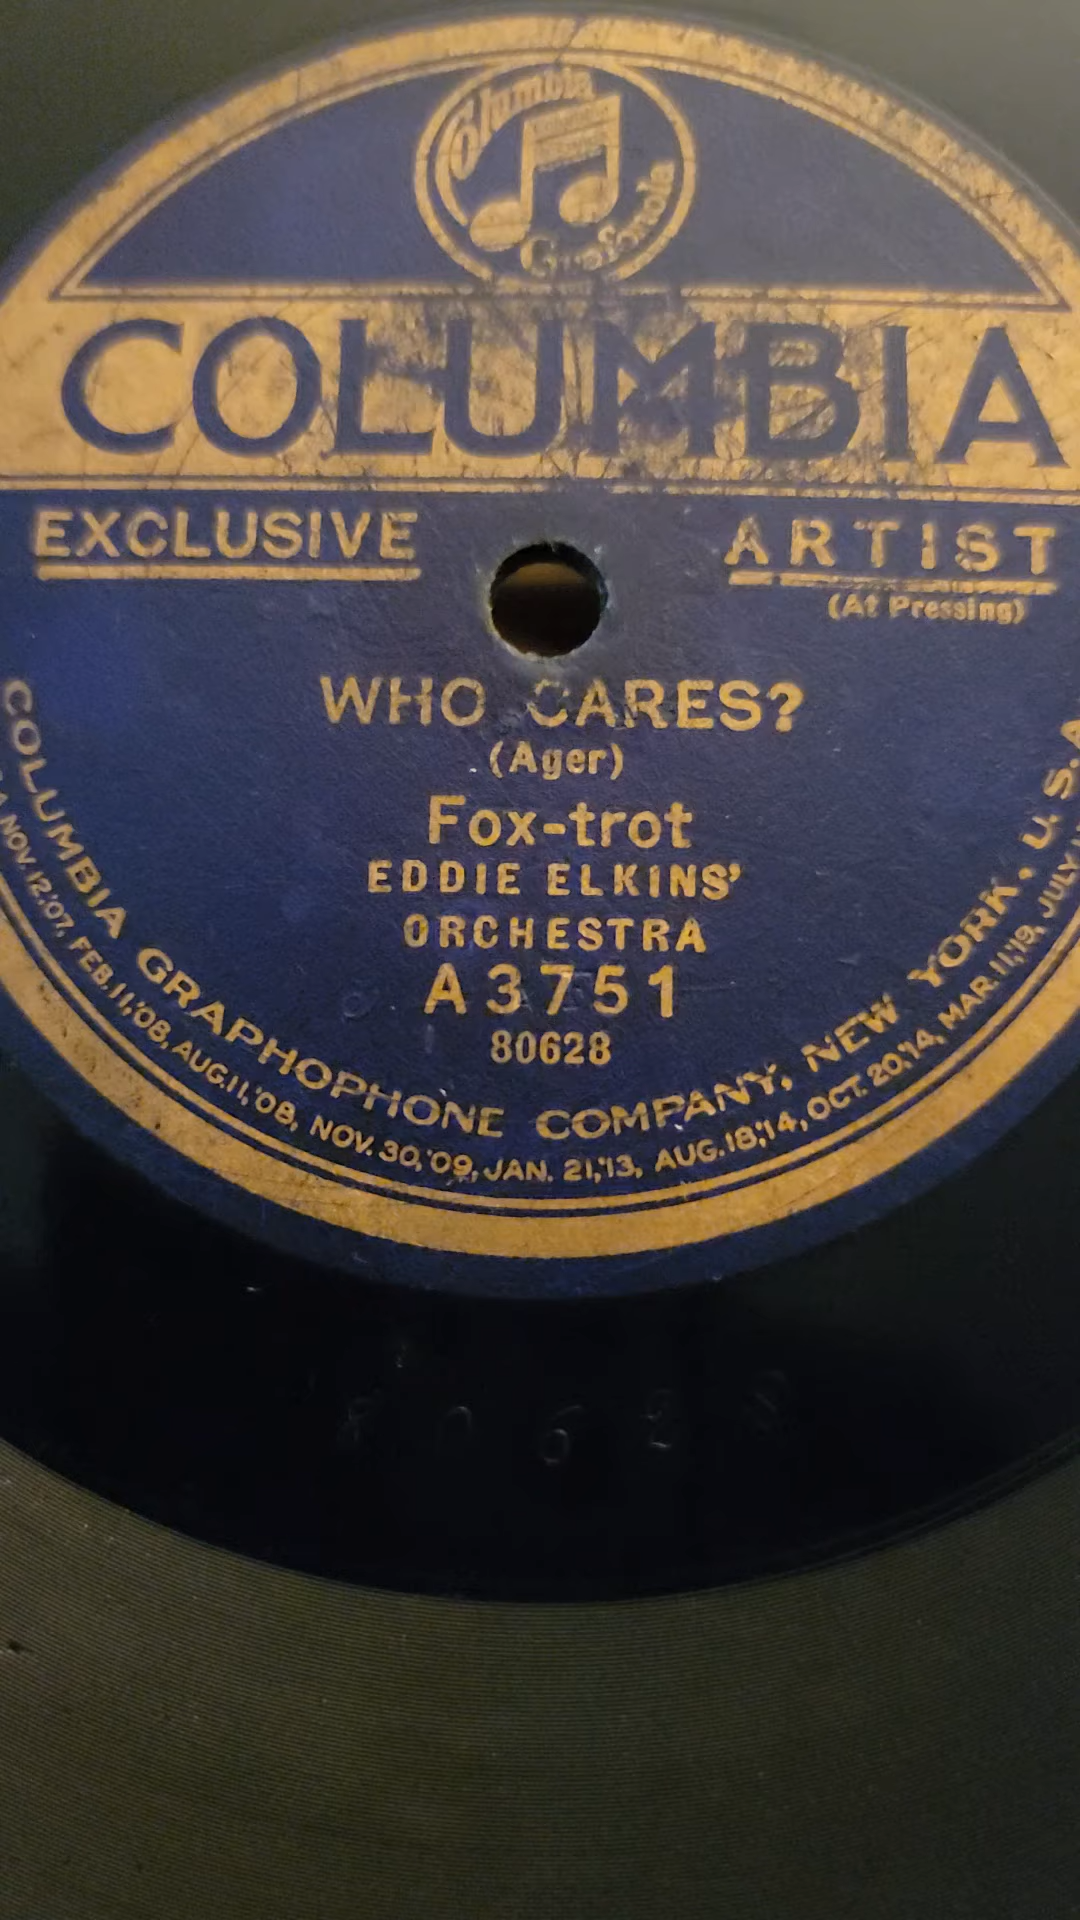 Columbia
Grafonola
COLUMBIA
EXCLUSIVE ARTIST
(At Pressing)
WHO CARES?
(Ager)
Fox-trot
EDDIE ELKINS'
ORCHESTRA
A3751
80628
COLUMBIA GRAPHOPHONE COMPANY, NEW YORK, U.S.A.
NOV. 12,'07, FEB. 11,'08, AUG. 11,'08, NOV. 30,'09, JAN. 21,'13, AUG. 18,'14, OCT. 20,'14, MAR. 11,'19, JULY
80628